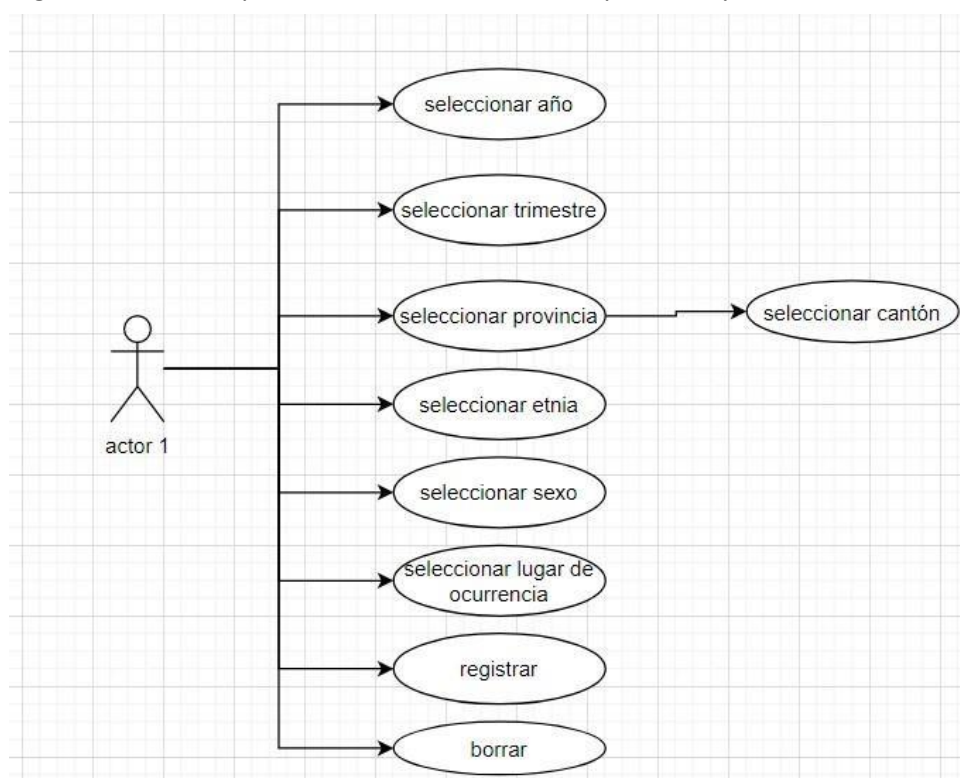 seleccionar año
seleccionar trimestre
seleccionar provincia
seleccionar cantón
seleccionar etnia
actor 1
seleccionar sexo
seleccionar lugar de
ocurrencia
registrar
borrar